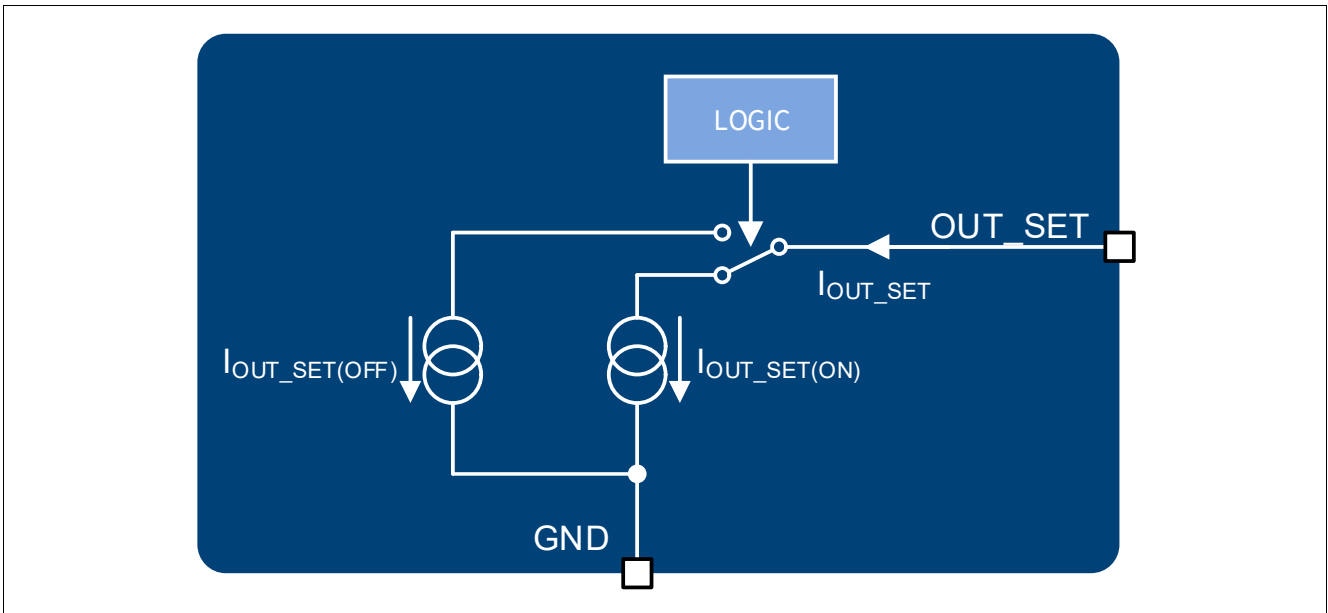 LOGIC
OUT_SET
IOUT_SET
IOUT_SET(OFF)
IOUT_SET(ON)
GND